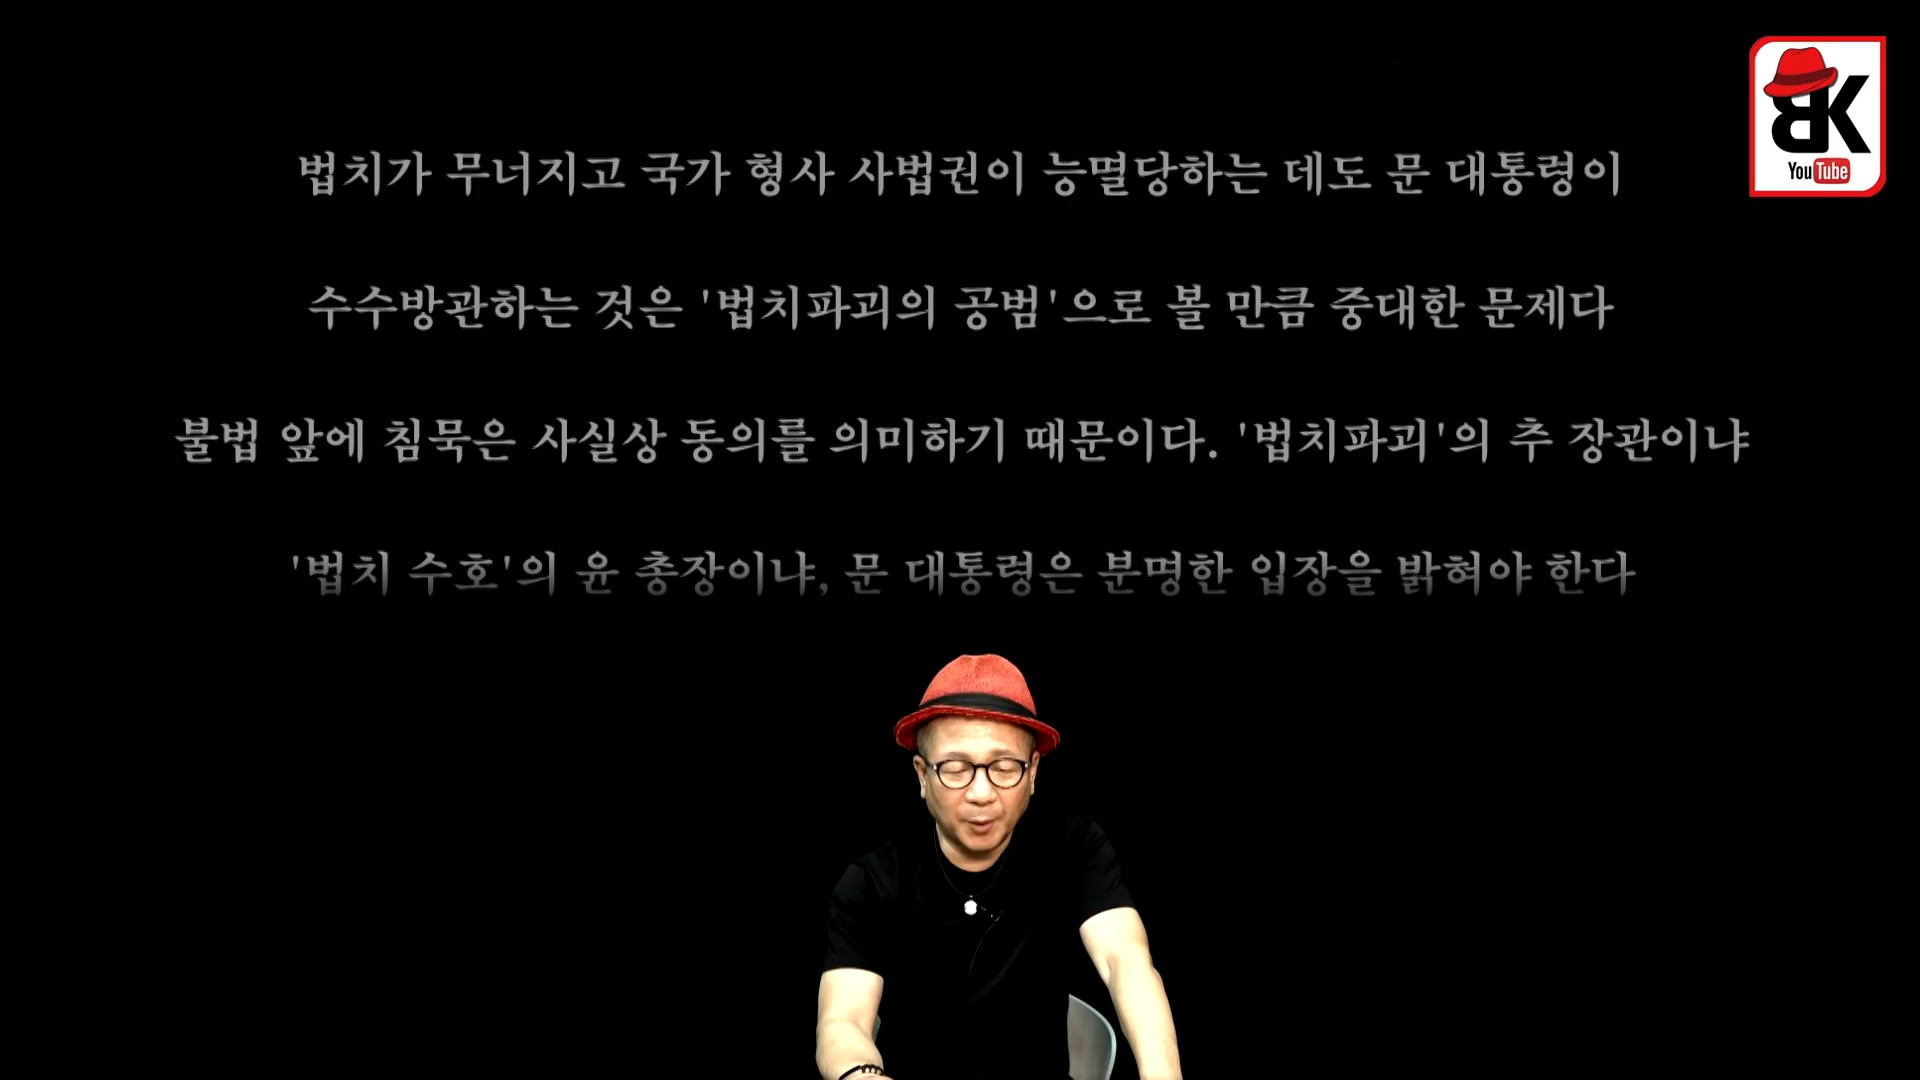 법치가 무너지고 국가 형사 사법권이 능멸당하는 데도 문 대통령이
수수방관하는 것은 '법치파괴의 공범'으로 볼 만큼 중대한 문제다
불법 앞에 침묵은 사실상 동의를 의미하기 때문이다. '법치파괴'의 추 장관이냐
'법치 수호'의 윤 총장이냐, 문 대통령은 분명한 입장을 밝혀야 한다
BK
YouTube